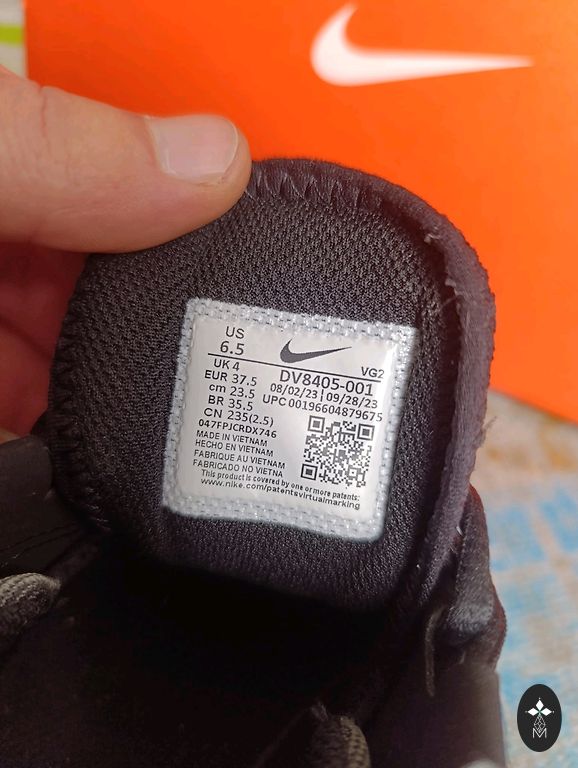 US
6.5
VG2
UK 4
DV8405-001
EUR 37.5
08/02/23 | 09/28/23
cm 23.5
UPC 00196604879675
BR 35.5
CN 235(2.5)
047FPJCRDX746
MADE IN VIETNAM
HECHO EN VIETNAM
FABRIQUE AU VIETNAM
FABRICADO NO VIETNA
This product is covered by one or more patents:
www.nike.com/patentsvirtualmarking
M